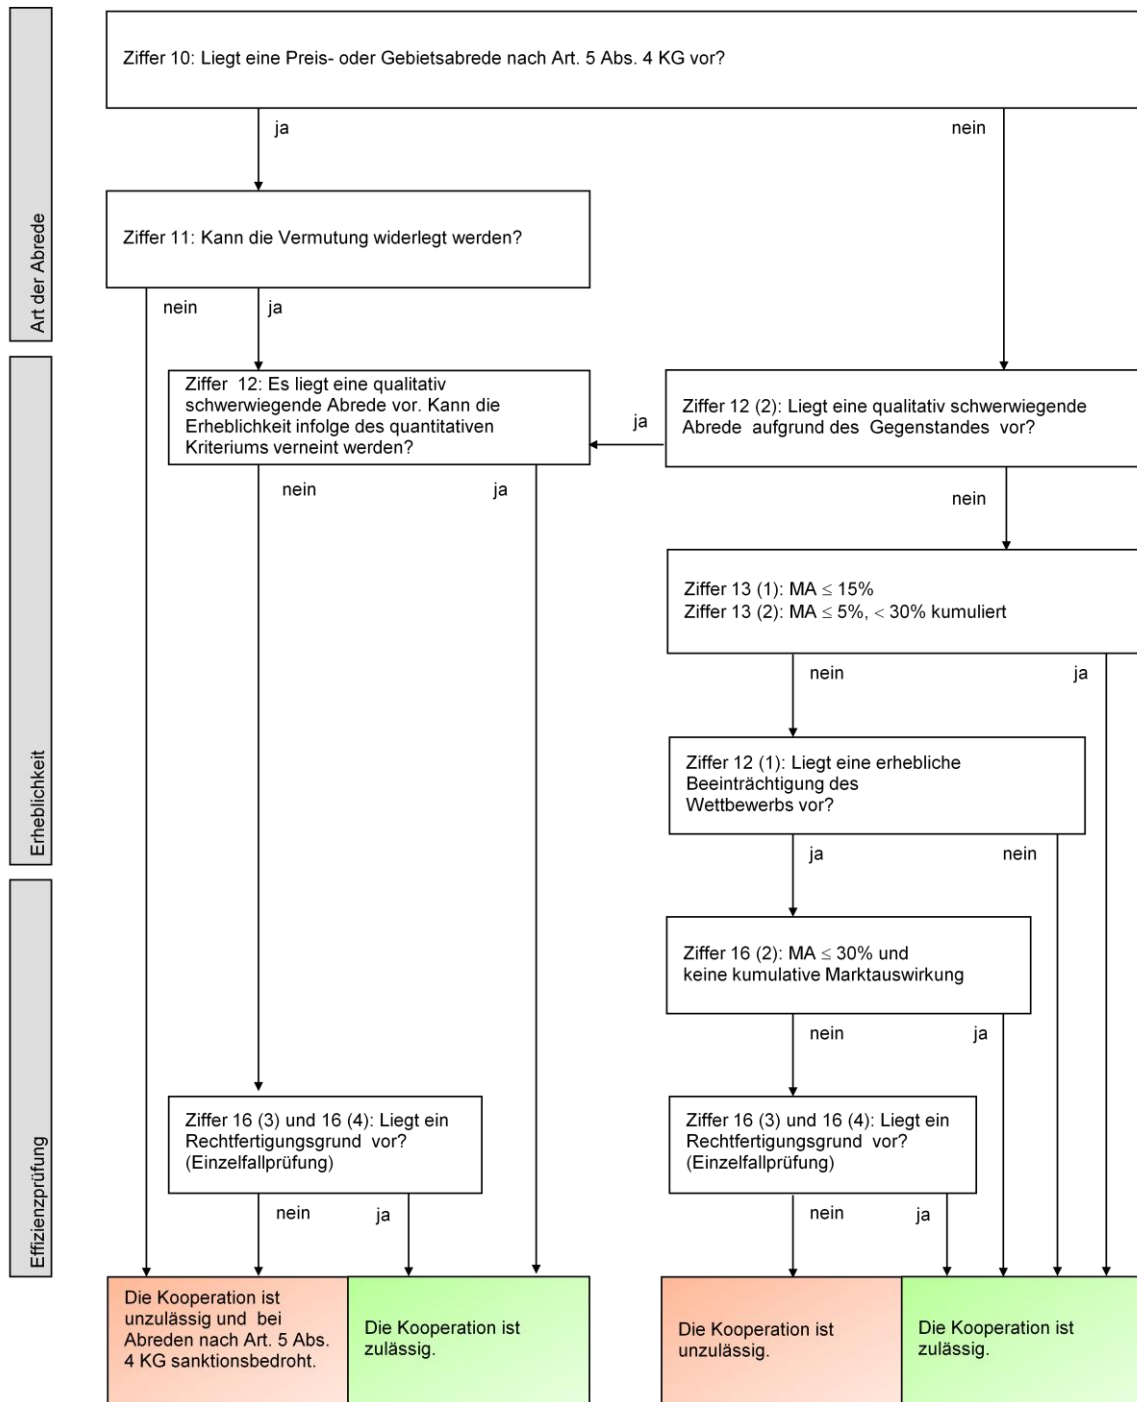 Art der Abrede
Ziffer 10: Liegt eine Preis- oder Gebietsabrede nach Art. 5 Abs. 4 KG vor?
ja
nein
Ziffer 11: Kann die Vermutung widerlegt werden?
nein
ja
Erheblichkeit
Ziffer 12: Es liegt eine qualitativ
schwerwiegende Abrede vor. Kann die
Erheblichkeit infolge des quantitativen
Kriteriums verneint werden?
ja
Ziffer 12 (2): Liegt eine qualitativ schwerwiegende
Abrede aufgrund des Gegenstandes vor?
nein
ja
nein
Ziffer 13 (1): MA ≤ 15%
Ziffer 13 (2): MA ≤ 5%, < 30% kumuliert
nein
ja
Ziffer 12 (1): Liegt eine erhebliche
Beeinträchtigung des
Wettbewerbs vor?
ja
nein
Effizienzprüfung
Ziffer 16 (2): MA ≤ 30% und
keine kumulative Marktauswirkung
nein
ja
Ziffer 16 (3) und 16 (4): Liegt ein
Rechtfertigungsgrund vor?
(Einzelfallprüfung)
nein
ja
Ziffer 16 (3) und 16 (4): Liegt ein
Rechtfertigungsgrund vor?
(Einzelfallprüfung)
nein
ja
Die Kooperation ist
unzulässig und bei
Abreden nach Art. 5 Abs.
4 KG sanktionsbedroht.
Die Kooperation ist
zulässig.
Die Kooperation ist
unzulässig.
Die Kooperation ist
zulässig.